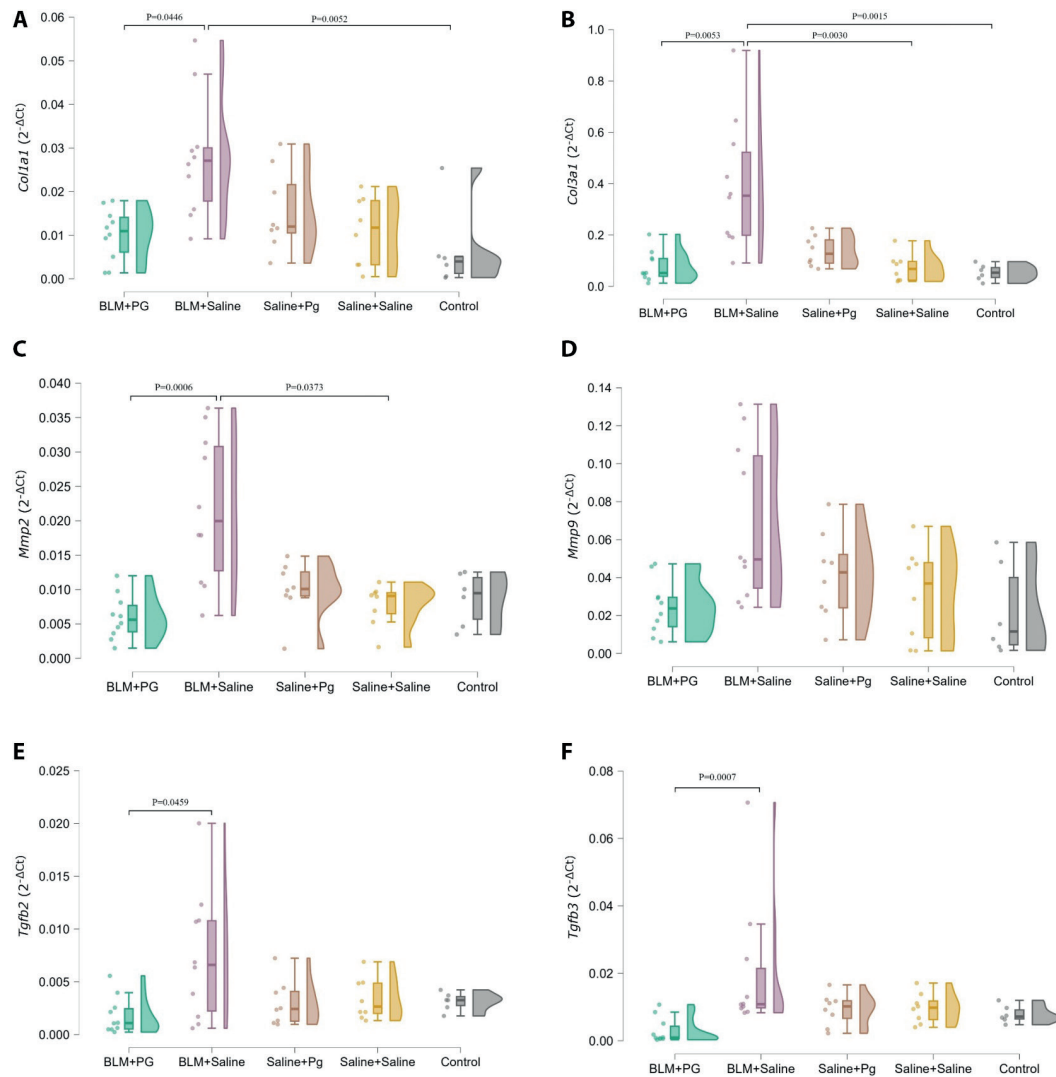 A
P=0.0446
P=0.0052
0.06
0.05
0.04
0.03
0.02
0.01
0.00
Col1a1 (2^-ΔCt)
BLM+PG BLM+Saline Saline+Pg Saline+Saline Control
B
P=0.0015
P=0.0053
P=0.0030
1.0
0.8
0.6
0.4
0.2
0.0
Col3a1 (2^-ΔCt)
BLM+PG BLM+Saline Saline+Pg Saline+Saline Control
C
P=0.0006
P=0.0373
0.040
0.035
0.030
0.025
0.020
0.015
0.010
0.005
0.000
Mmp2 (2^-ΔCt)
BLM+PG BLM+Saline Saline+Pg Saline+Saline Control
D
0.14
0.12
0.10
0.08
0.06
0.04
0.02
0.00
Mmp9 (2^-ΔCt)
BLM+PG BLM+Saline Saline+Pg Saline+Saline Control
E
P=0.0459
0.025
0.020
0.015
0.010
0.005
0.000
Tgfb2 (2^-ΔCt)
BLM+PG BLM+Saline Saline+Pg Saline+Saline Control
F
P=0.0007
0.08
0.06
0.04
0.02
0.00
Tgfb3 (2^-ΔCt)
BLM+PG BLM+Saline Saline+Pg Saline+Saline Control